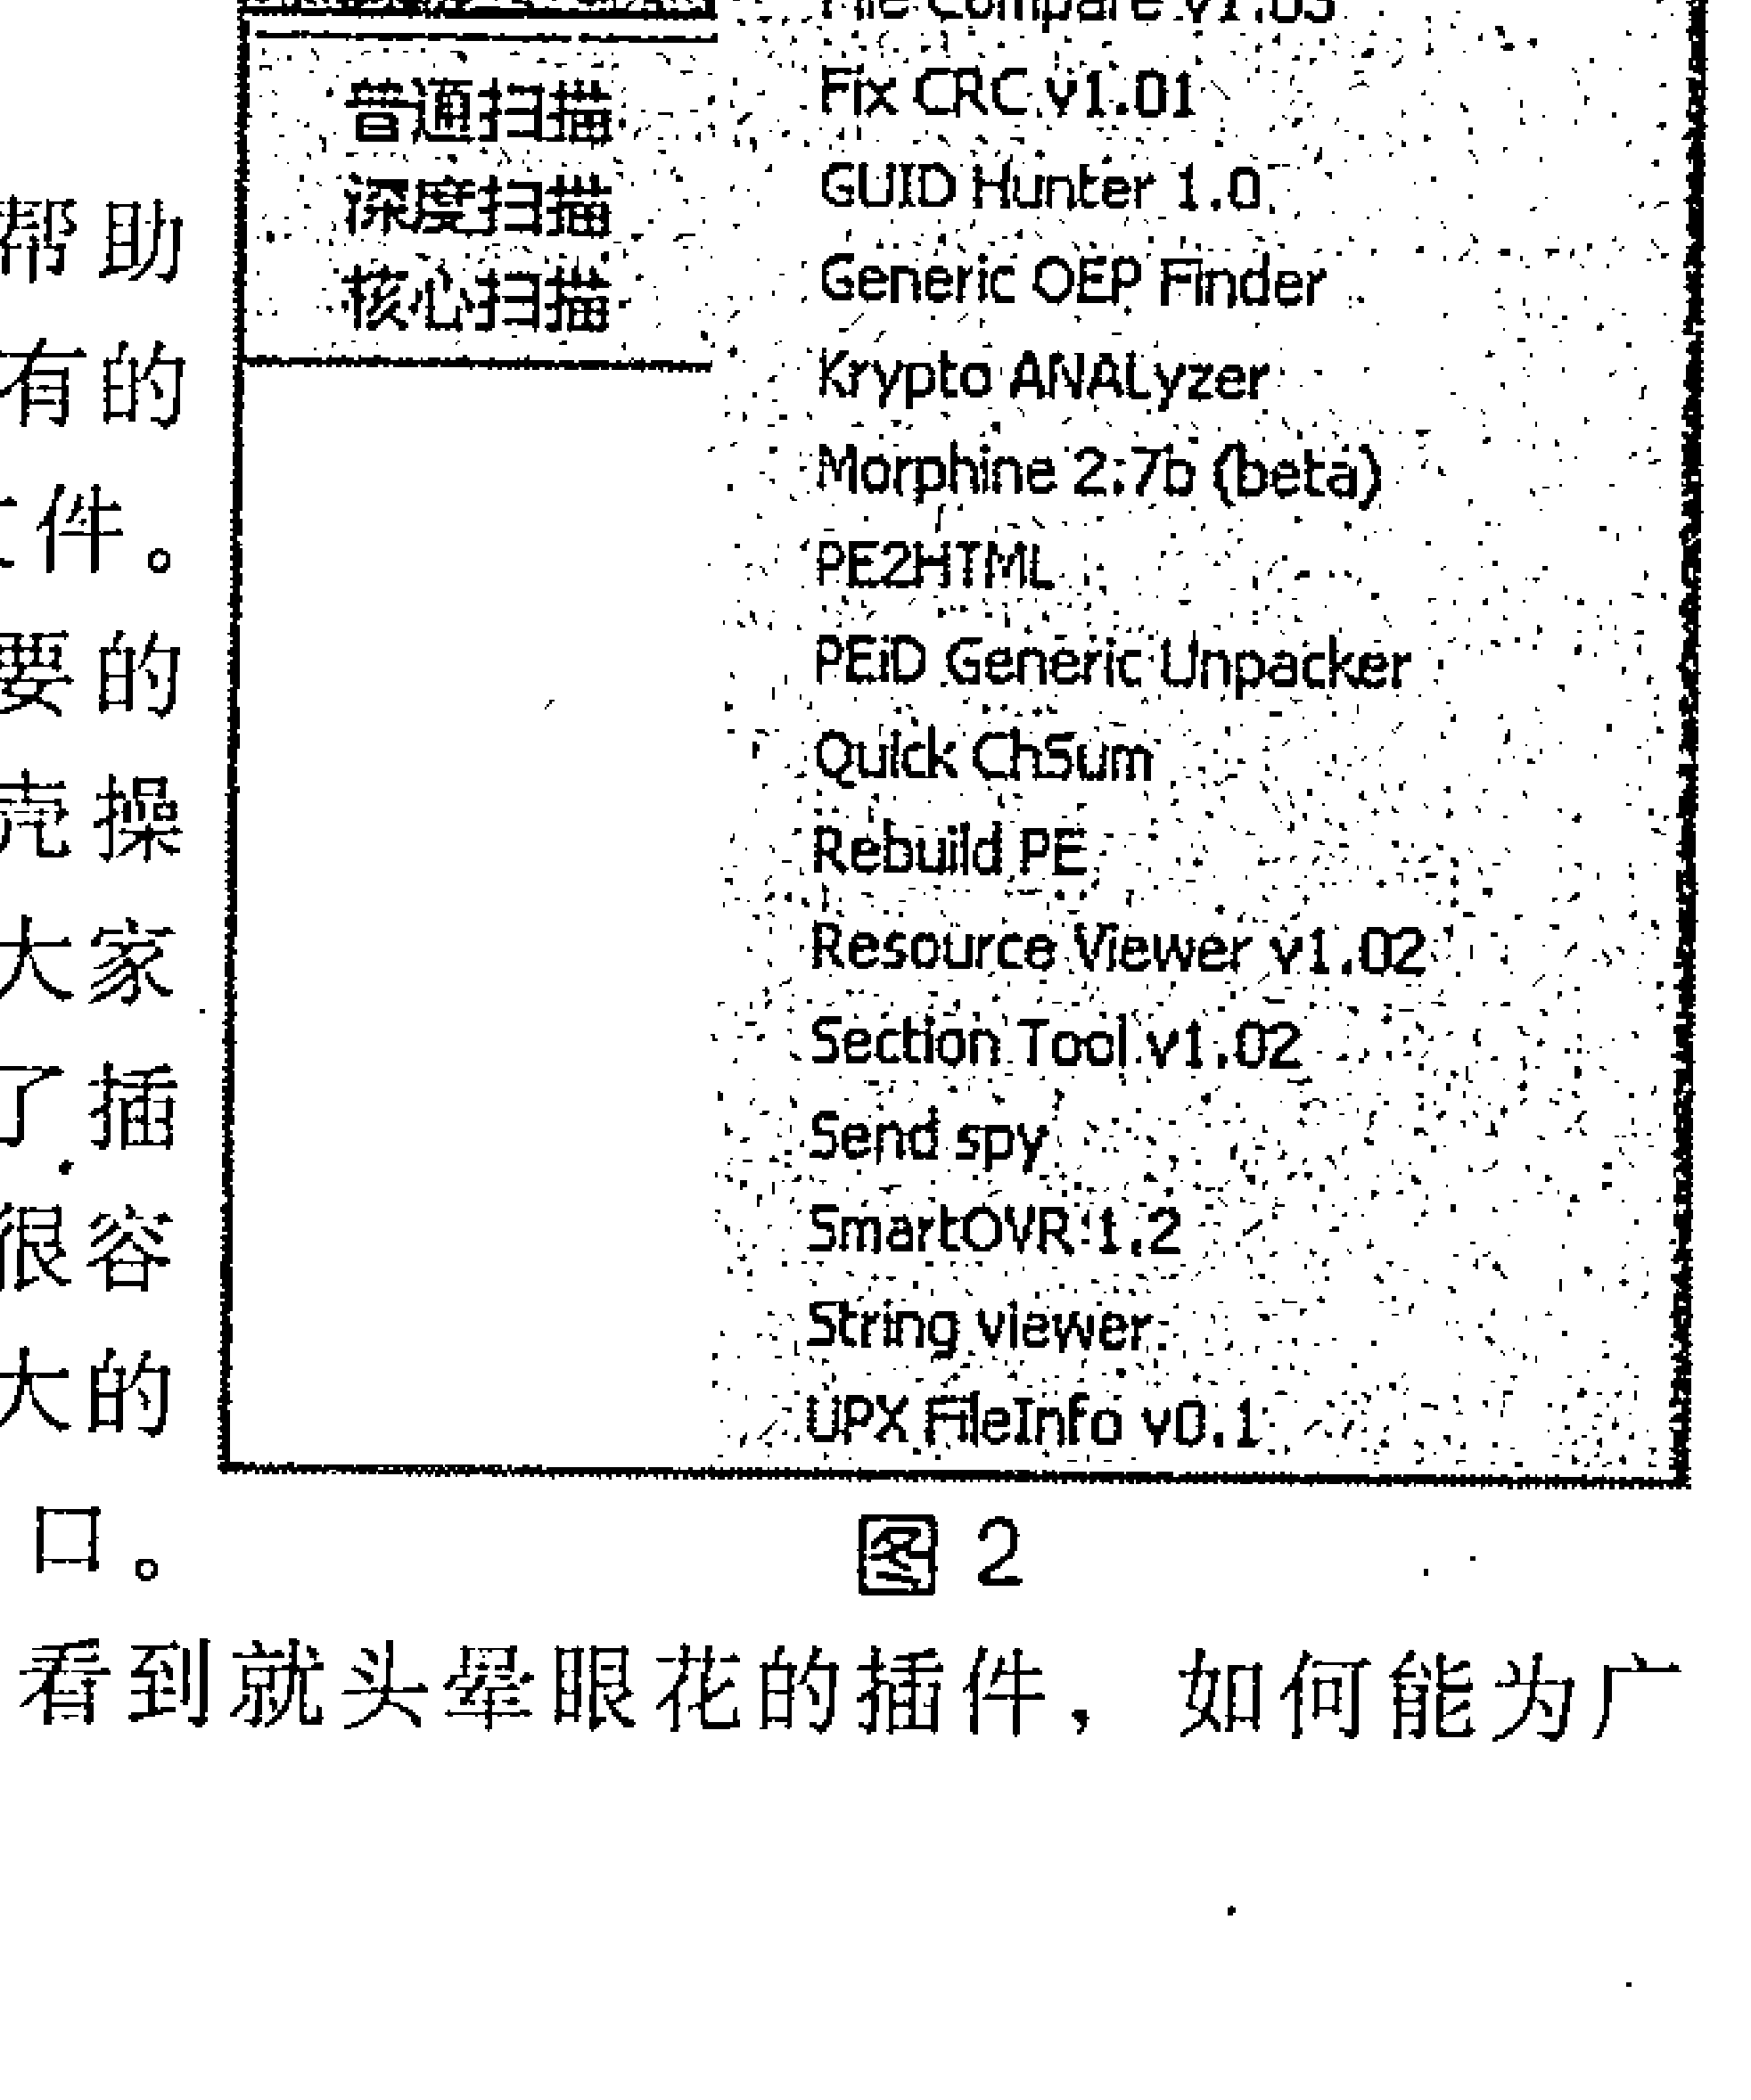 File Compare v1.03
普通扫描
深度扫描
核心扫描
Fix CRC v1.01
GUID Hunter 1.0
Generic OEP Finder
Krypto ANALyzer
Morphine 2.7b (beta)
PE2HTML
PEiD Generic Unpacker
Quick ChSum
Rebuild PE
Resource Viewer v1.02
Section Tool v1.02
Send spy
SmartOVR 1.2
String viewer
UPX FileInfo v0.1
帮助
有的
件。
要的
壳操
大家
了插
很容
大的
口。
图 2
看到就头晕眼花的插件，如何能为广